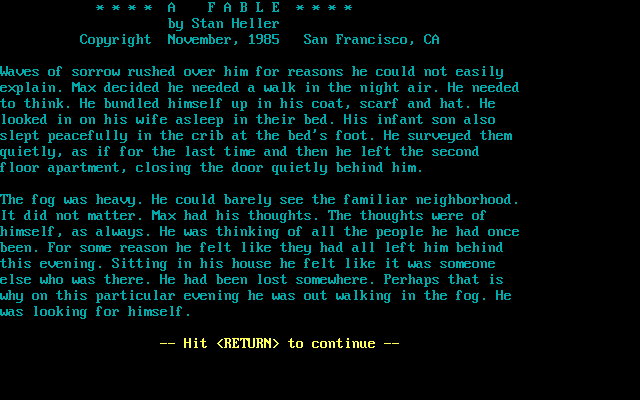 * * * *  A   F A B L E  * * * *
by Stan Heller
Copyright  November, 1985   San Francisco, CA
Waves of sorrow rushed over him for reasons he could not easily
explain. Max decided he needed a walk in the night air. He needed
to think. He bundled himself up in his coat, scarf and hat. He
looked in on his wife asleep in their bed. His infant son also
slept peacefully in the crib at the bed's foot. He surveyed them
quietly, as if for the last time and then he left the second
floor apartment, closing the door quietly behind him.
The fog was heavy. He could barely see the familiar neighborhood.
It did not matter. Max had his thoughts. The thoughts were of
himself, as always. He was thinking of all the people he had once
been. For some reason he felt like they had all left him behind
this evening. Sitting in his house he felt like it was someone
else who was there. He had been lost somewhere. Perhaps that is
why on this particular evening he was out walking in the fog. He
was looking for himself.
-- Hit <RETURN> to continue --